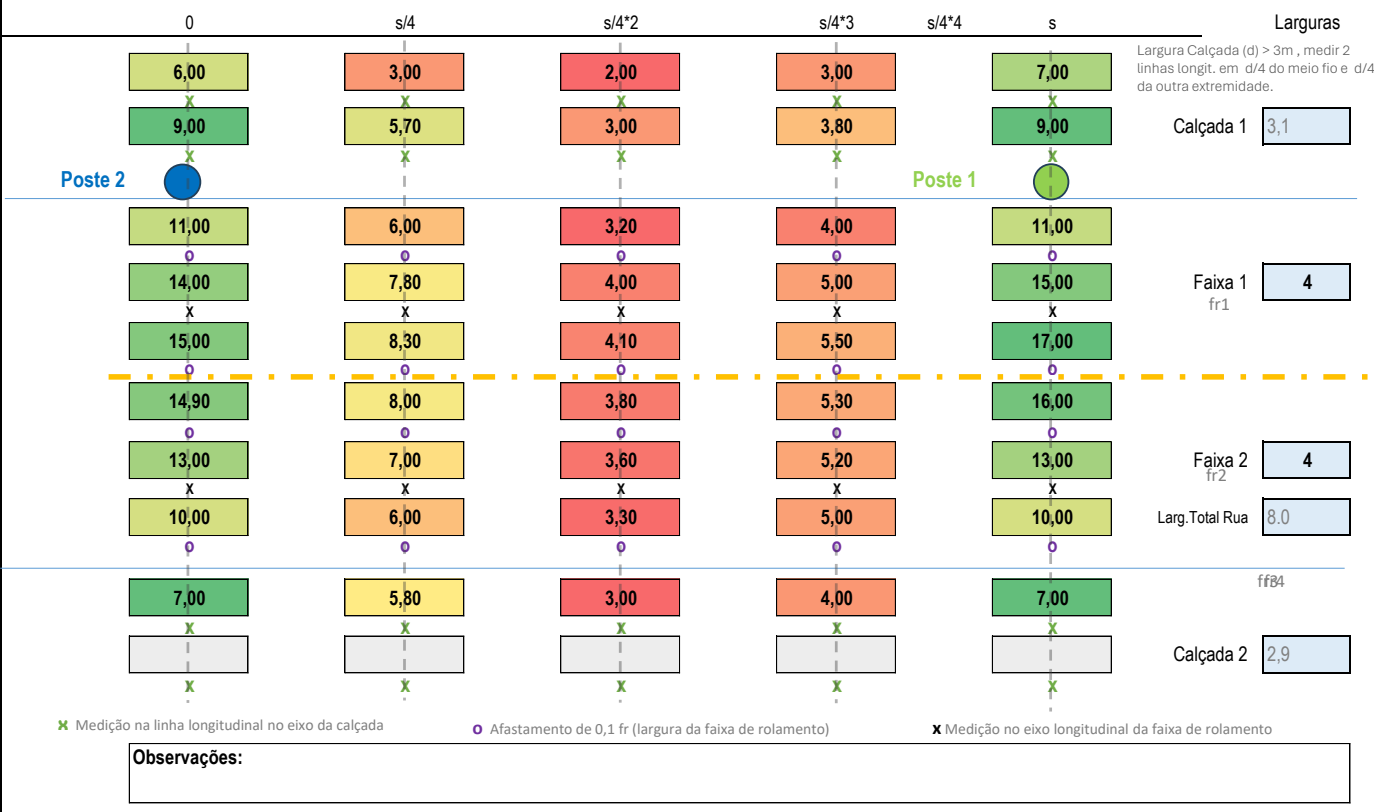 0 s/4 s/4*2 s/4*3 s/4*4 s Larguras
Largura Calçada (d) > 3m , medir 2
linhas longit. em d/4 do meio fio e d/4
da outra extremidade.
6,00 3,00 2,00 3,00 7,00
x x x x x
9,00 5,70 3,00 3,80 9,00 Calçada 1 3,1
x x x x x
Poste 2 Poste 1
11,00 6,00 3,20 4,00 11,00
o o o o o
14,00 7,80 4,00 5,00 15,00 Faixa 1 4
fr1
x x x x x
15,00 8,30 4,10 5,50 17,00
o o o o o
14,90 8,00 3,80 5,30 16,00
o o o o o
13,00 7,00 3,60 5,20 13,00 Faixa 2 4
fr2
x x x x x
10,00 6,00 3,30 5,00 10,00 Larg.Total Rua 8.0
o o o o o
7,00 5,80 3,00 4,00 7,00
x x x x x
Calçada 2 2,9
x x x x x
x Medição na linha longitudinal no eixo da calçada o Afastamento de 0,1 fr (largura da faixa de rolamento) x Medição no eixo longitudinal da faixa de rolamento
Observações: